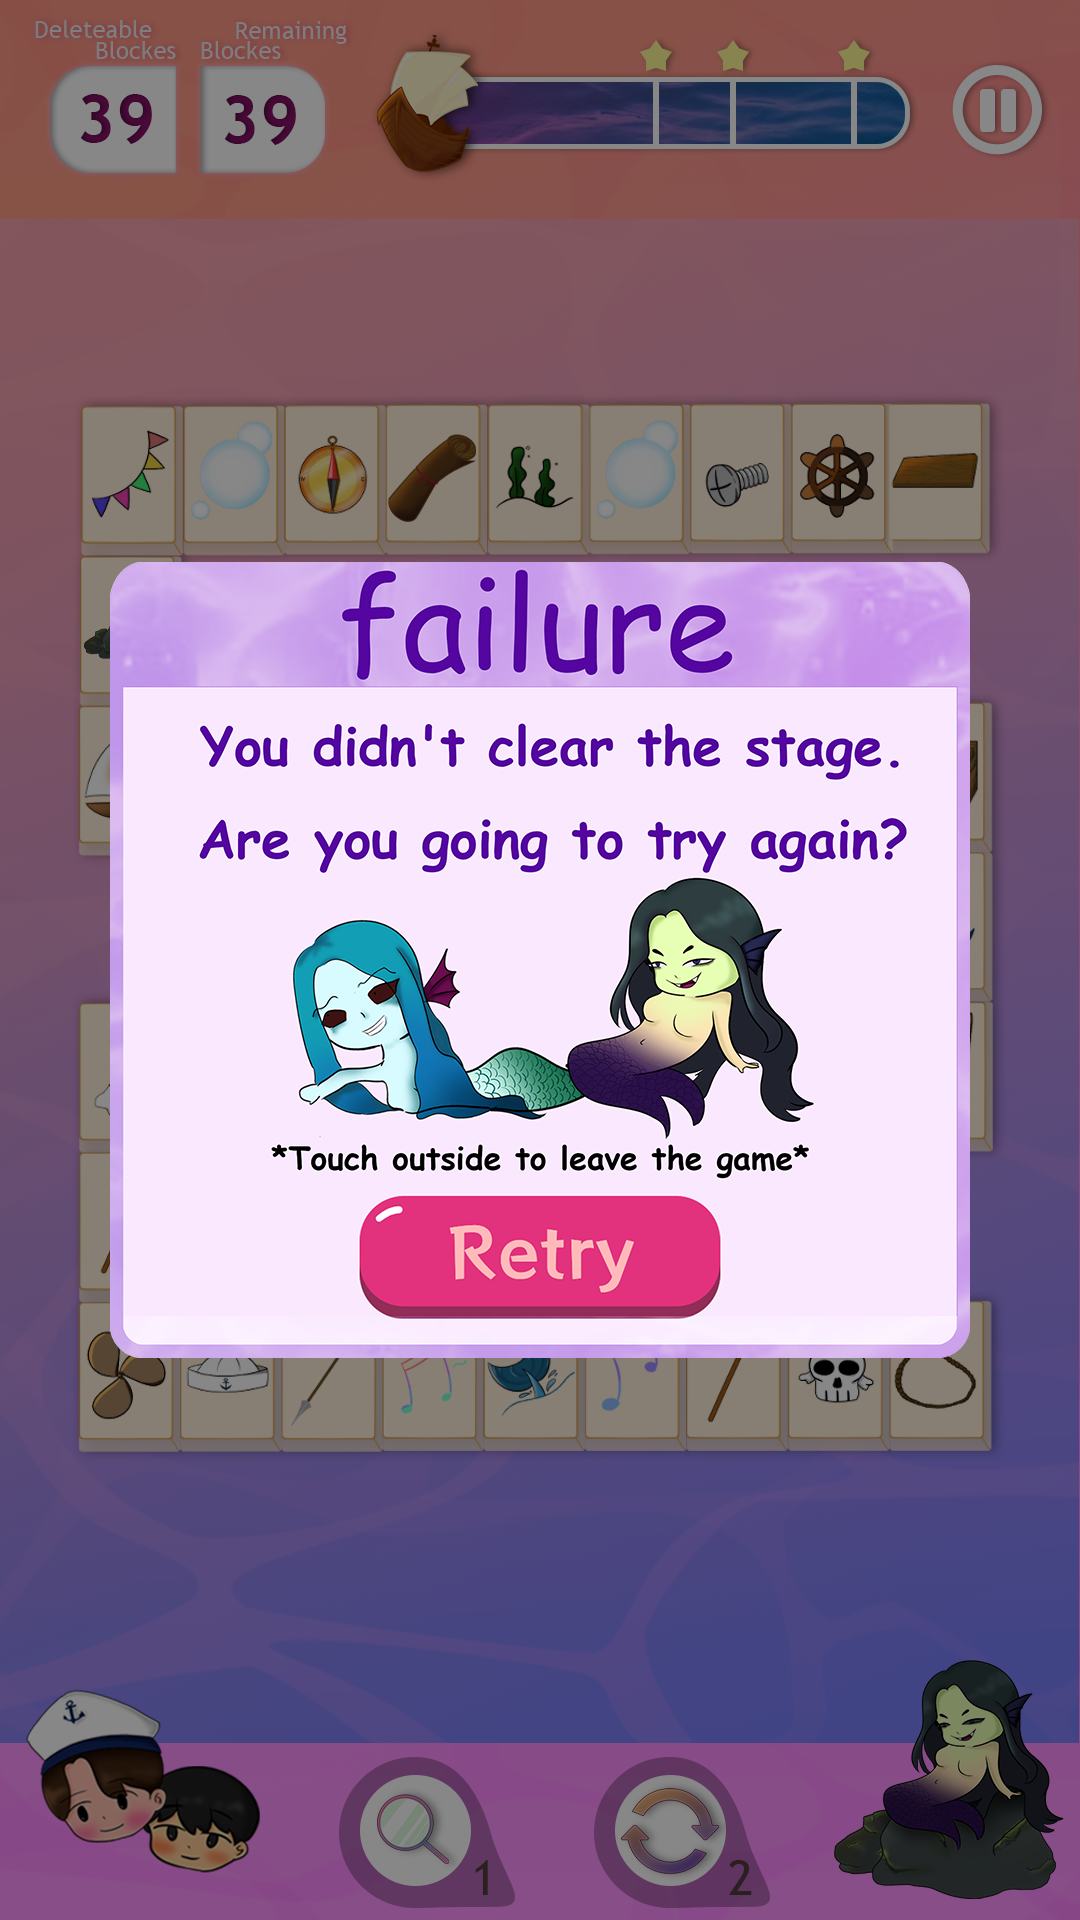 Deleteable Remaining
Blockes Blockes
39 39
failure
You didn't clear the stage.
Are you going to try again?
*Touch outside to leave the game*
Retry
1 2